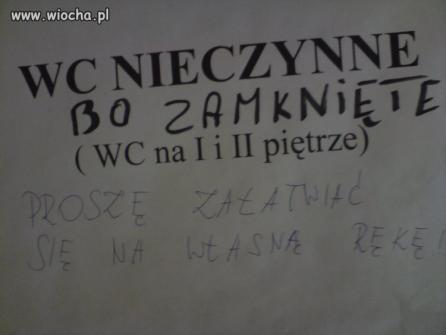 www.wiocha.pl
WC NIECZYNNE
BO ZAMKNIĘTE
( WC na I i II piętrze)
PROSZĘ ZAŁATWIAĆ
SIĘ NA WŁASNĄ RĘKĘ!